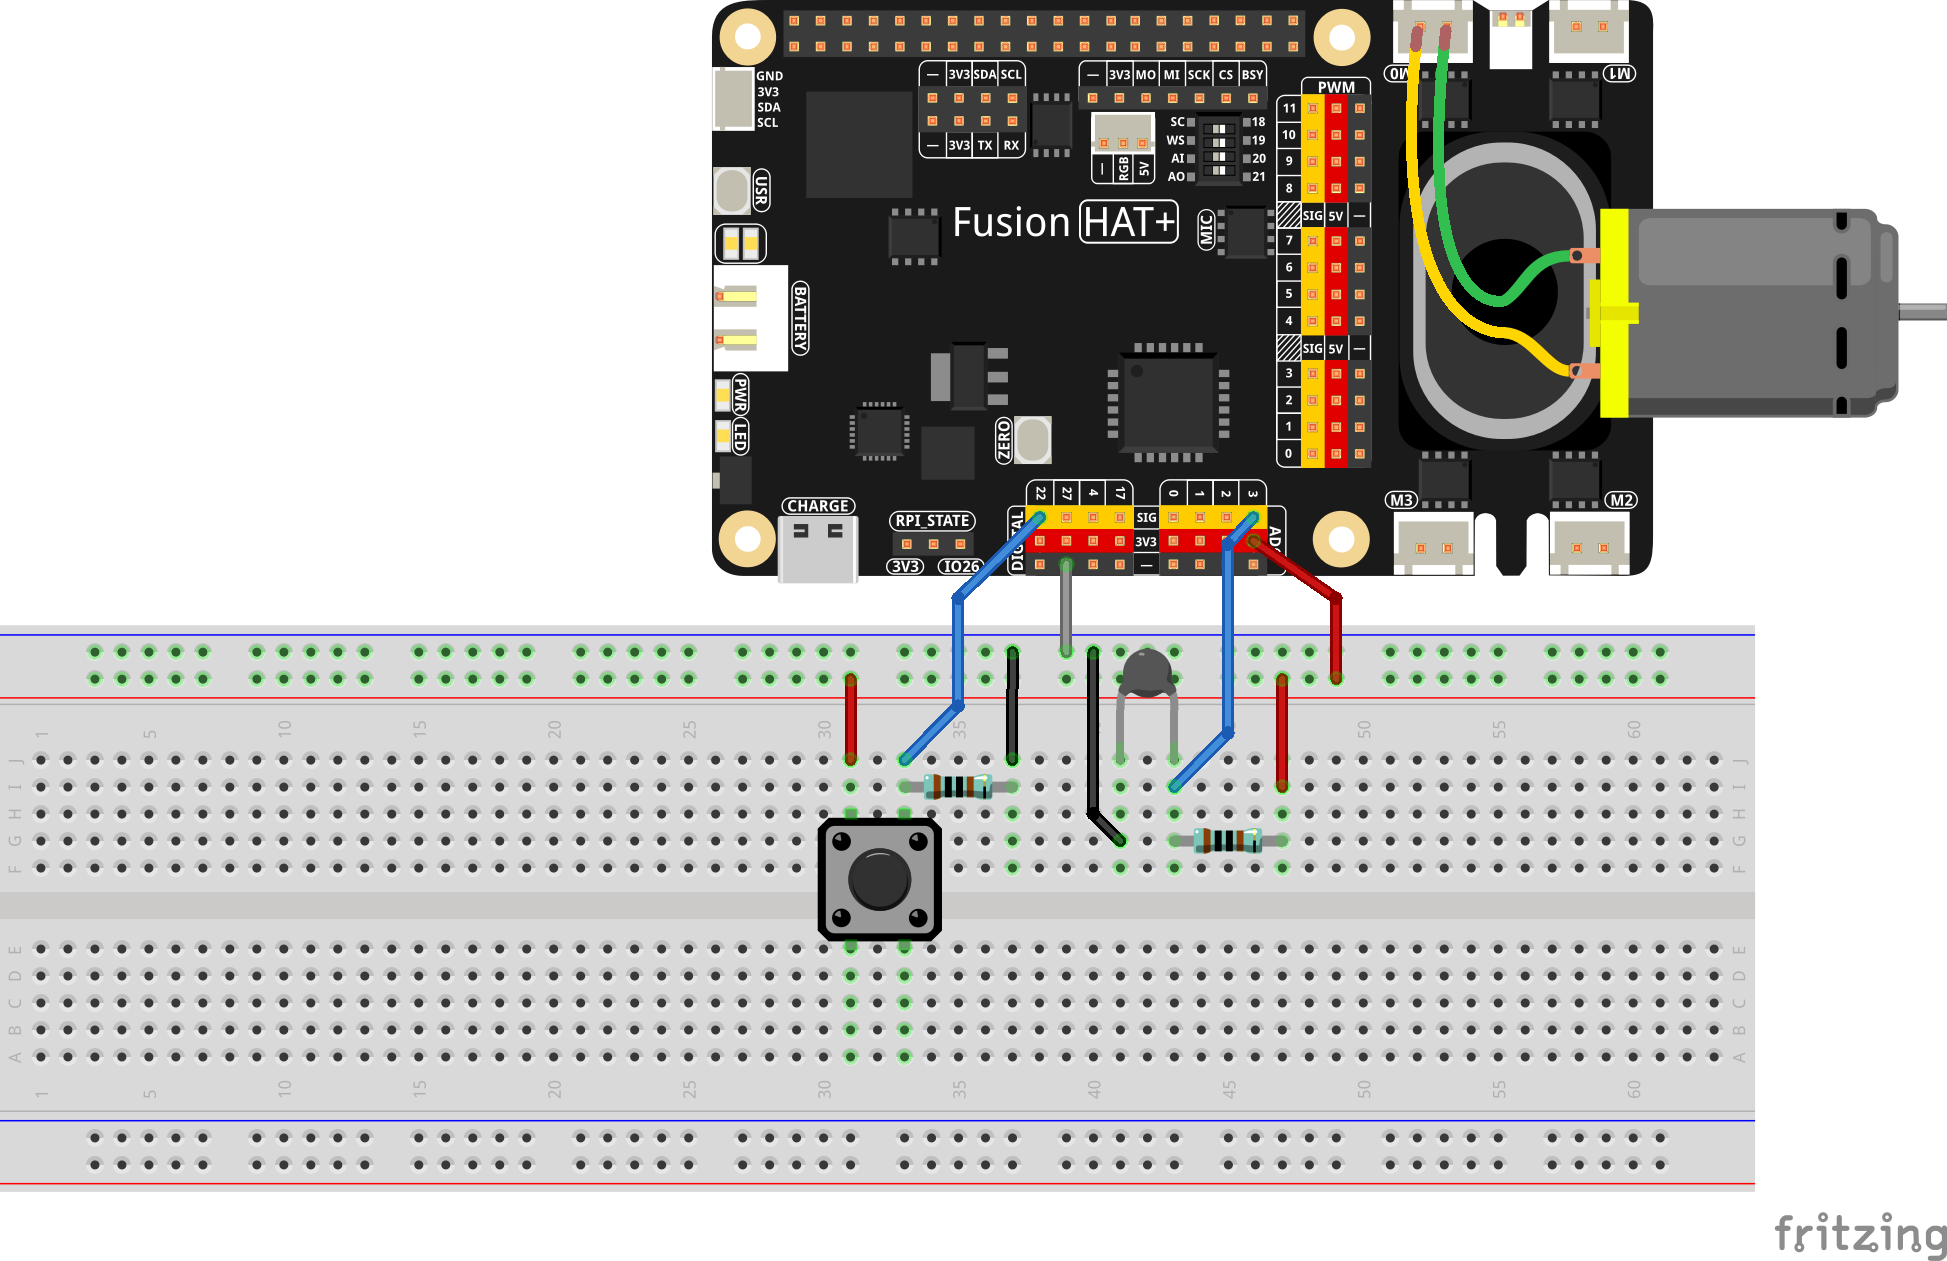 GND
3V3
SDA
SCL
— 3V3 SDA SCL
— 3V3 TX RX
— 3V3 MO MI SCK CS BSY
— RGB 5V
SC 18
WS 19
AI 20
AO 21
PWM
11
10
9
8
SIG 5V —
7
6
5
4
SIG 5V —
3
2
1
0
M0
M1
USR
Fusion HAT+
MIC
BATTERY
PWR
LED
ZERO
M3
M2
CHARGE
RPI_STATE
3V3 IO26
22 27 4 17
0 1 2 3
DIGITAL
SIG
3V3
—
AD
1 5 10 15 20 25 30 35 45 50 55 60
J J
I I
H H
G G
F F
E E
D D
C C
B B
A A
1 5 10 15 20 25 30 35 40 45 50 55 60
fritzing